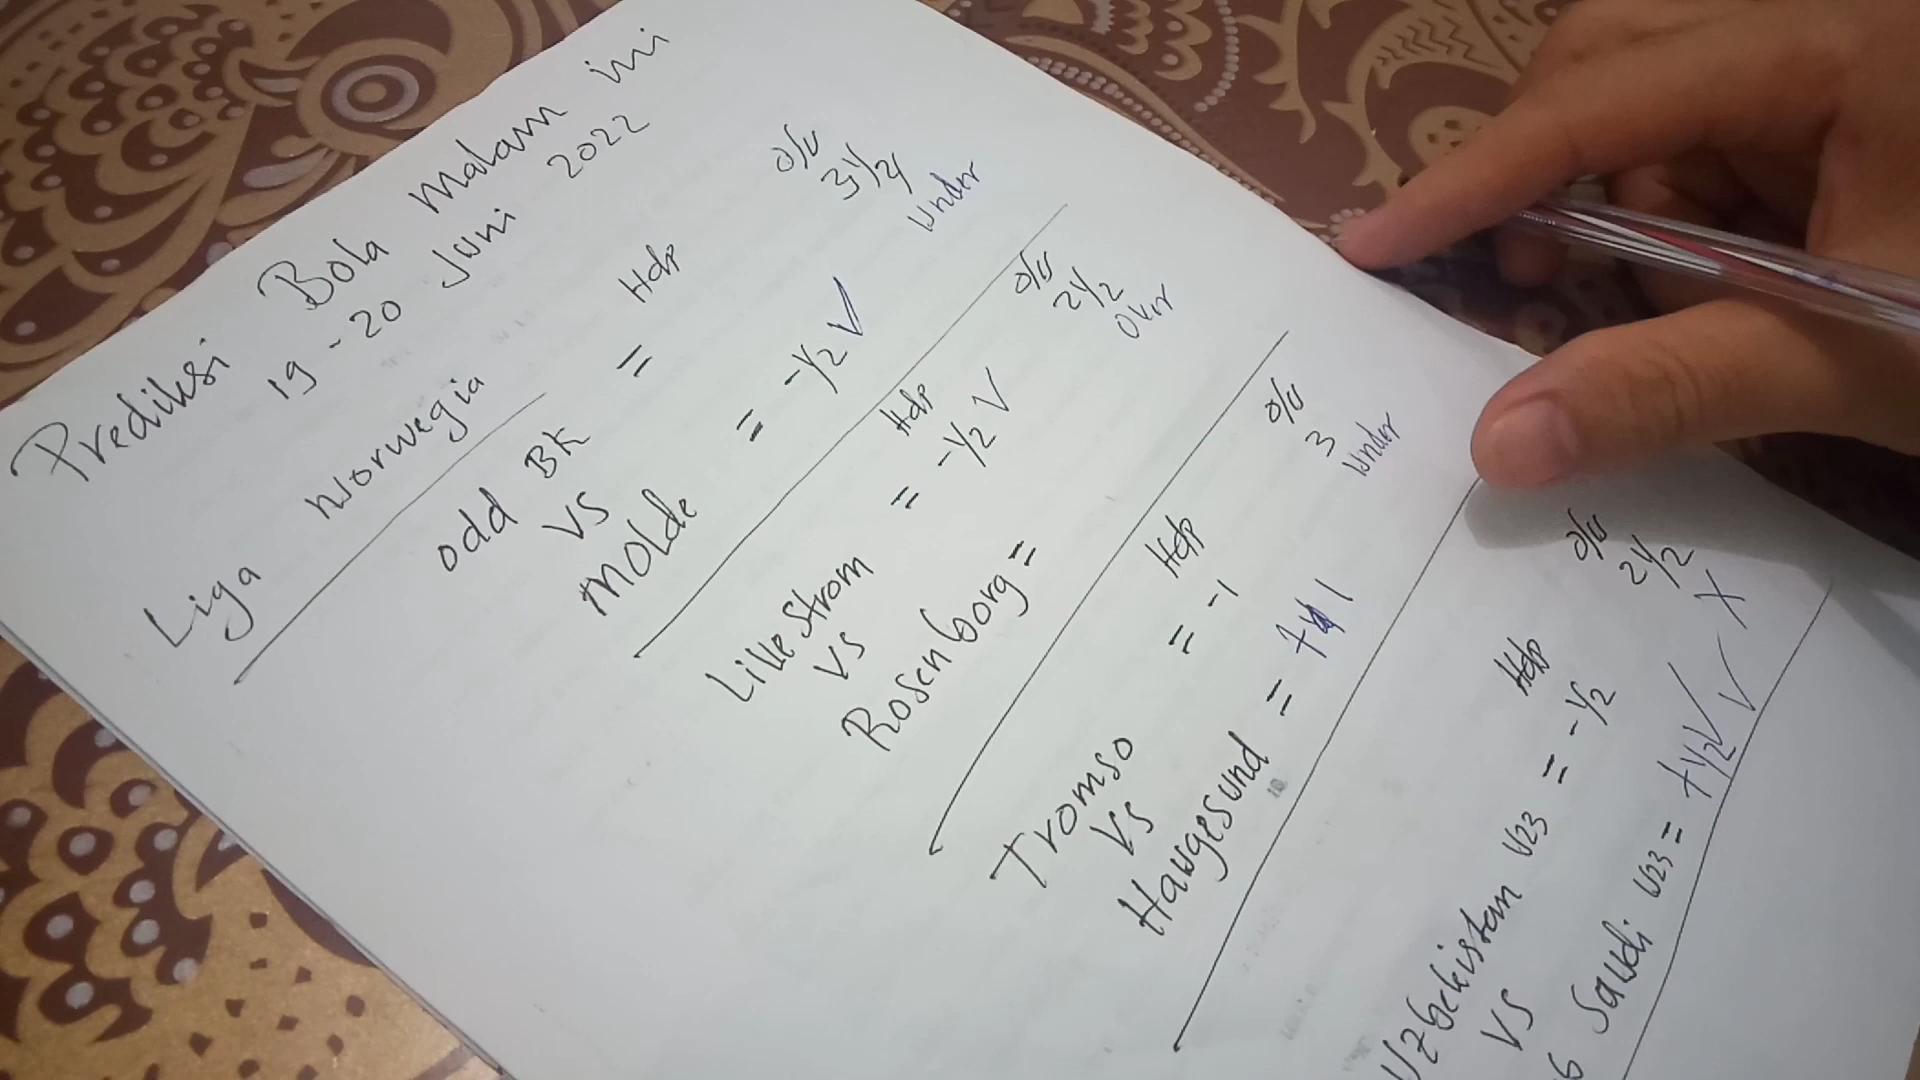 Prediksi Bola Malam ini
19 - 20 Juni 2022
Liga Norwegia
Hdp O/U
Odd BK = 3 1/4
VS Under
Molde = -1/2 V
Hdp O/U
Lillestrom = -1/2 V 2 1/2
VS Over
Rosenborg =
Hdp O/U
Tromso = -1 3
VS Under
Haugesund = + 1
Hdp O/U
Uzbekistan U23 = -1/2 2 1/2
VS X
Saudi U23 = + 1/2 V V